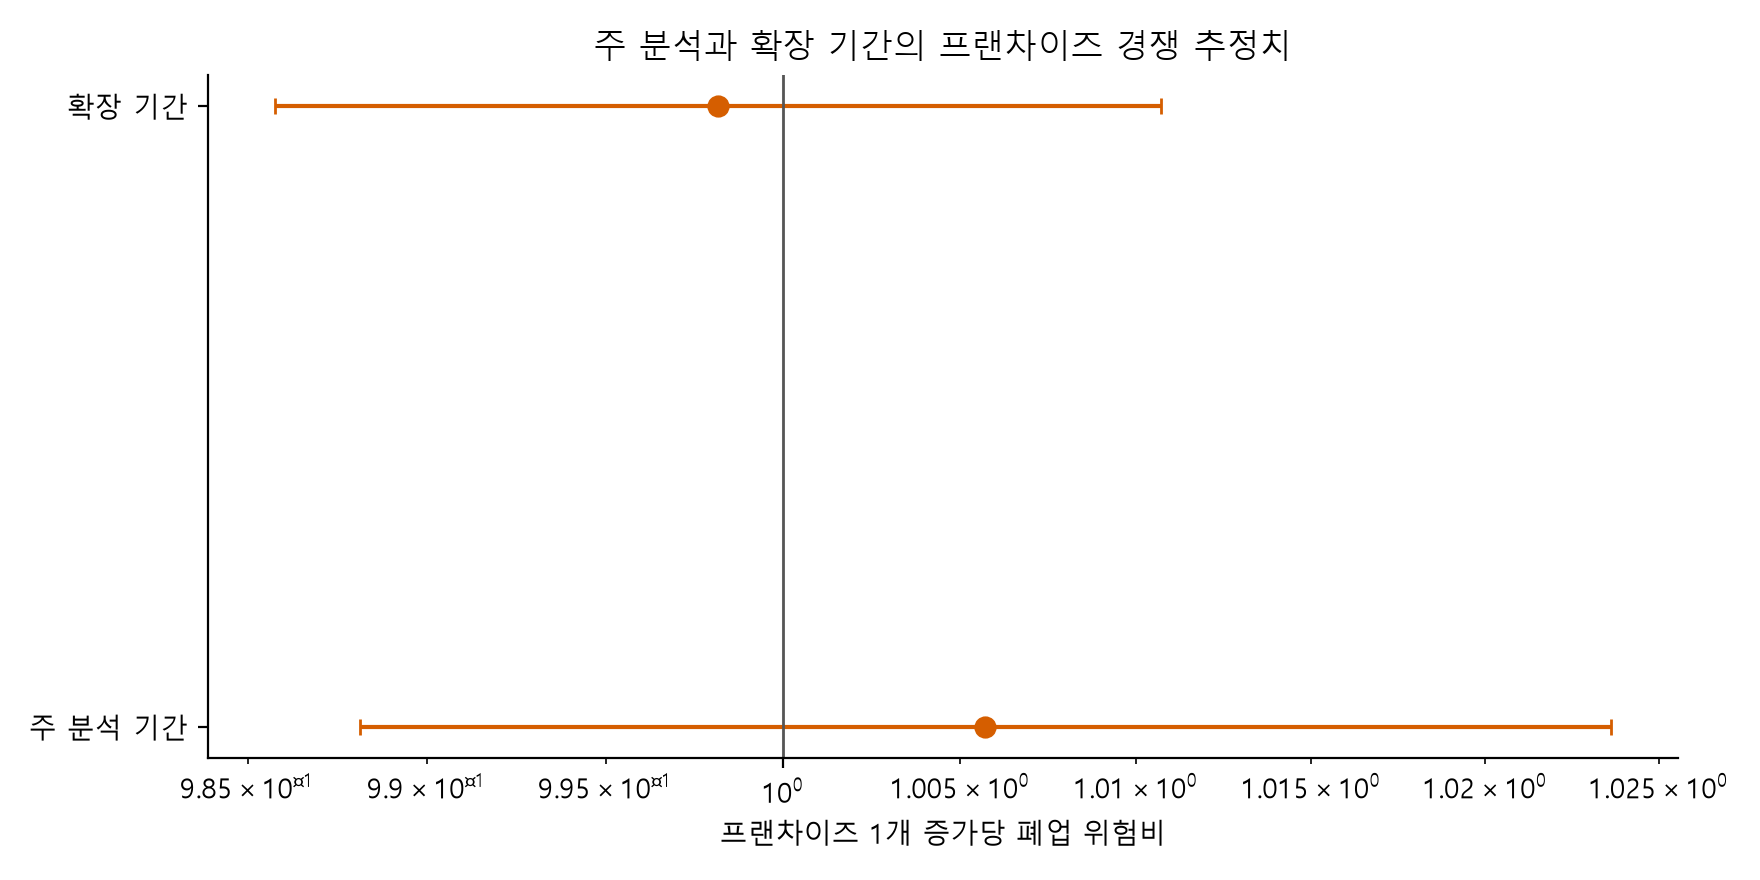 주 분석과 확장 기간의 프랜차이즈 경쟁 추정치
확장 기간
주 분석 기간
9.85 × 10¤1 9.9 × 10¤1 9.95 × 10¤1 10⁰ 1.005 × 10⁰ 1.01 × 10⁰ 1.015 × 10⁰ 1.02 × 10⁰ 1.025 × 10⁰
프랜차이즈 1개 증가당 폐업 위험비